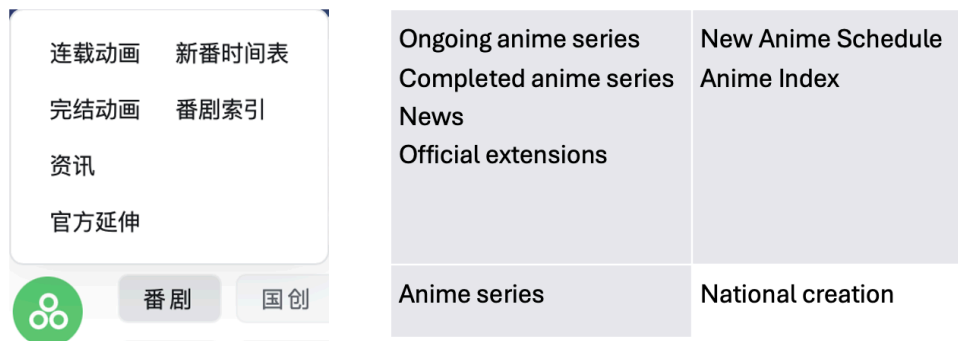 连载动画 新番时间表
完结动画 番剧索引
资讯
官方延伸
番剧 国创
Ongoing anime series
Completed anime series
News
Official extensions
New Anime Schedule
Anime Index
Anime series
National creation